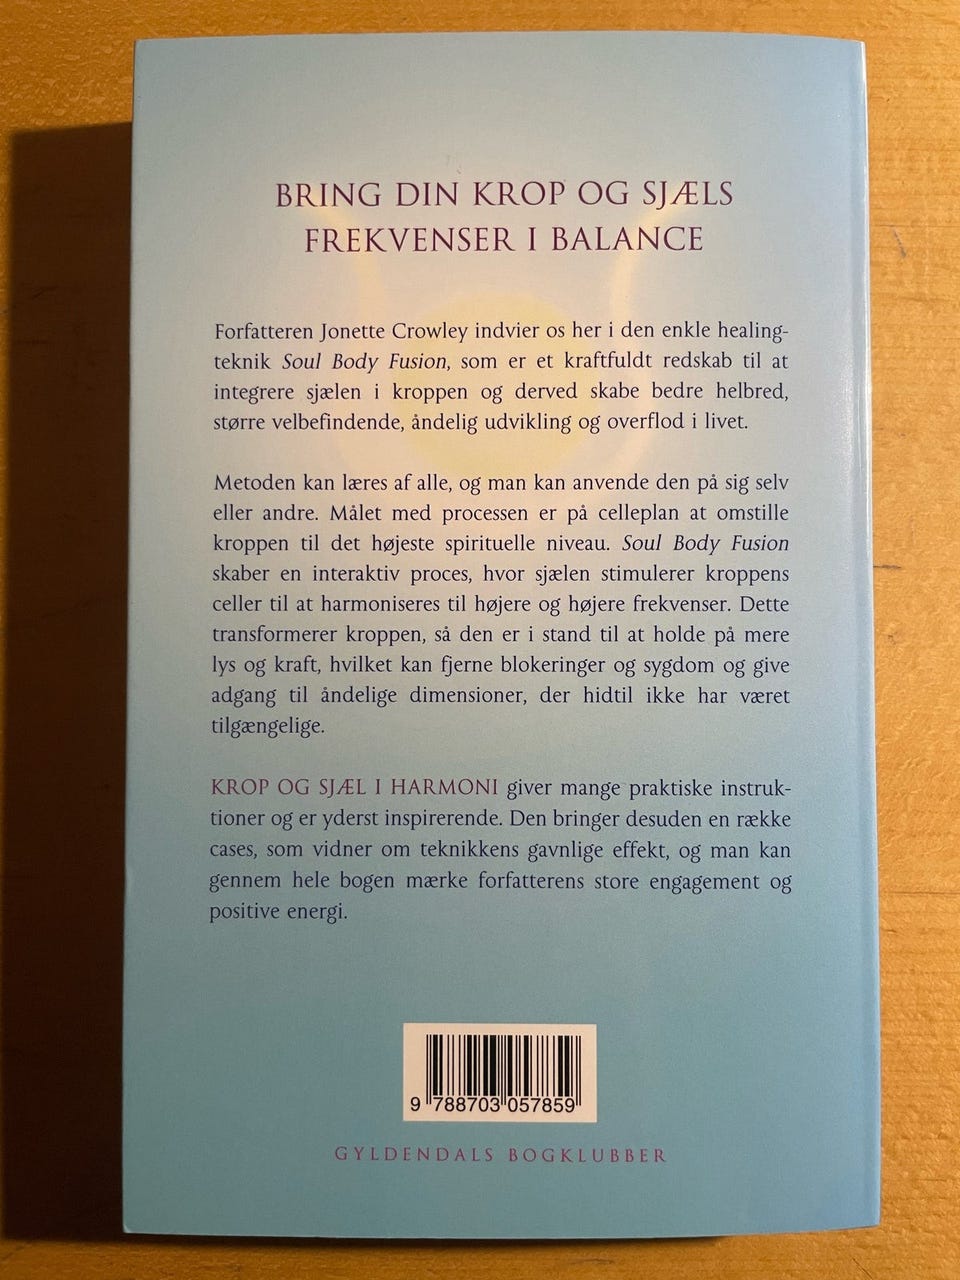 BRING DIN KROP OG SJÆLS
FREKVENSER I BALANCE
Forfatteren Jonette Crowley indvier os her i den enkle healing-
teknik Soul Body Fusion, som er et kraftfuldt redskab til at
integrere sjælen i kroppen og derved skabe bedre helbred,
større velbefindende, åndelig udvikling og overflod i livet.
Metoden kan læres af alle, og man kan anvende den på sig selv
eller andre. Målet med processen er på celleplan at omstille
kroppen til det højeste spirituelle niveau. Soul Body Fusion
skaber en interaktiv proces, hvor sjælen stimulerer kroppens
celler til at harmoniseres til højere og højere frekvenser. Dette
transformerer kroppen, så den er i stand til at holde på mere
lys og kraft, hvilket kan fjerne blokeringer og sygdom og give
adgang til åndelige dimensioner, der hidtil ikke har været
tilgængelige.
KROP OG SJÆL I HARMONI giver mange praktiske instruk-
tioner og er yderst inspirerende. Den bringer desuden en række
cases, som vidner om teknikkens gavnlige effekt, og man kan
gennem hele bogen mærke forfatterens store engagement og
positive energi.
9 788703 057859
GYLDENDALS BOGKLUBBER